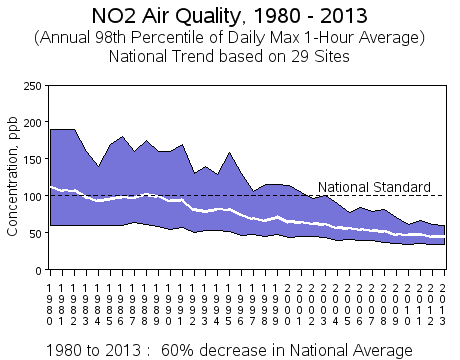 NO2 Air Quality, 1980 - 2013
(Annual 98th Percentile of Daily Max 1-Hour Average)
National Trend based on 29 Sites
Concentration, ppb
250
200
150
100
50
0
National Standard
1980 1981 1982 1983 1984 1985 1986 1987 1988 1989 1990 1991 1992 1993 1994 1995 1996 1997 1998 1999 2000 2001 2002 2003 2004 2005 2006 2007 2008 2009 2010 2011 2012 2013
1980 to 2013 : 60% decrease in National Average